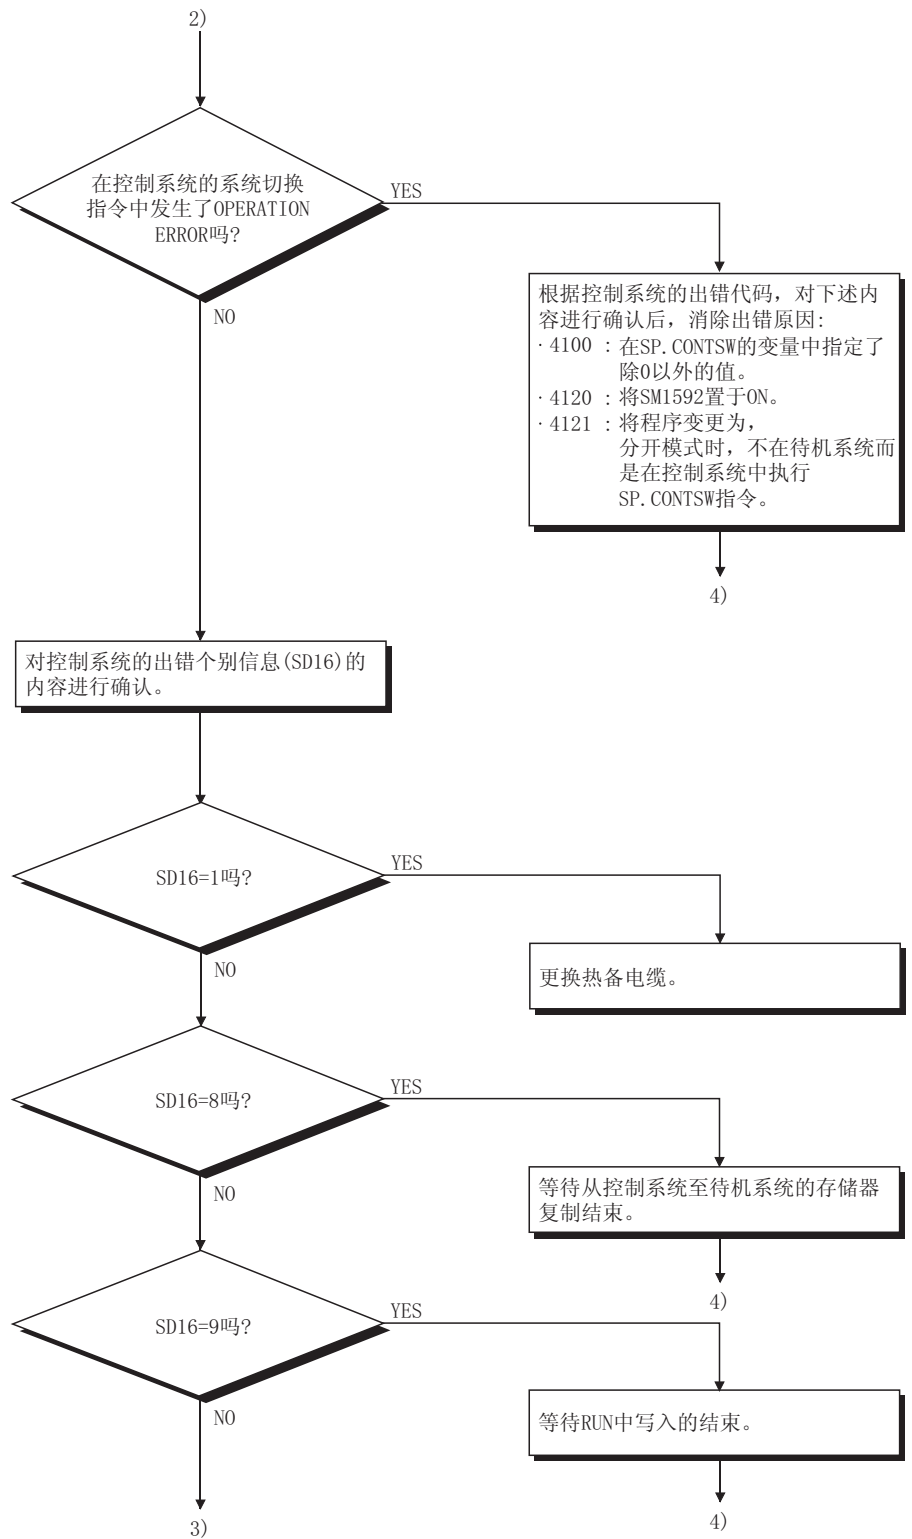 2)
在控制系统的系统切换
指令中发生了OPERATION
ERROR吗?
YES
NO
根据控制系统的出错代码，对下述内
容进行确认后，消除出错原因:
·4100 : 在SP.CONTSW的变量中指定了
除0以外的值。
·4120 : 将SM1592置于ON。
·4121 : 将程序变更为，
分开模式时，不在待机系统而
是在控制系统中执行
SP.CONTSW指令。
4)
对控制系统的出错个别信息(SD16)的
内容进行确认。
SD16=1吗?
YES
NO
更换热备电缆。
SD16=8吗?
YES
NO
等待从控制系统至待机系统的存储器
复制结束。
4)
SD16=9吗?
YES
NO
等待RUN中写入的结束。
4)
3)